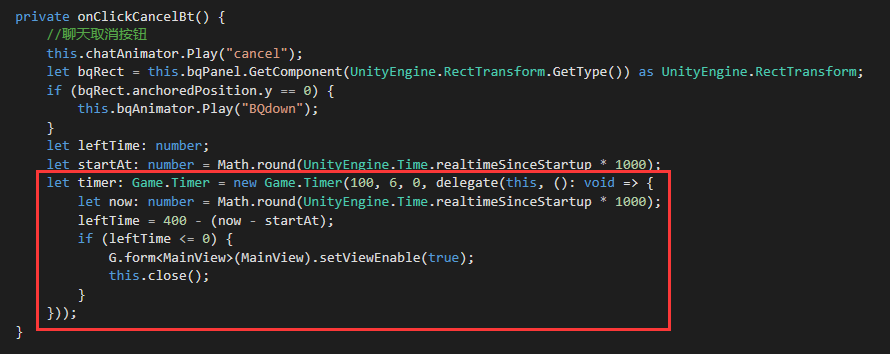 private onClickCancelBt() {
//聊天取消按钮
this.chatAnimator.Play("cancel");
let bqRect = this.bqPanel.GetComponent(UnityEngine.RectTransform.GetType()) as UnityEngine.RectTransform;
if (bqRect.anchoredPosition.y == 0) {
this.bqAnimator.Play("BQdown");
}
let leftTime: number;
let startAt: number = Math.round(UnityEngine.Time.realtimeSinceStartup * 1000);
let timer: Game.Timer = new Game.Timer(100, 6, 0, delegate(this, (): void => {
let now: number = Math.round(UnityEngine.Time.realtimeSinceStartup * 1000);
leftTime = 400 - (now - startAt);
if (leftTime <= 0) {
G.form<MainView>(MainView).setViewEnable(true);
this.close();
}
}));
}